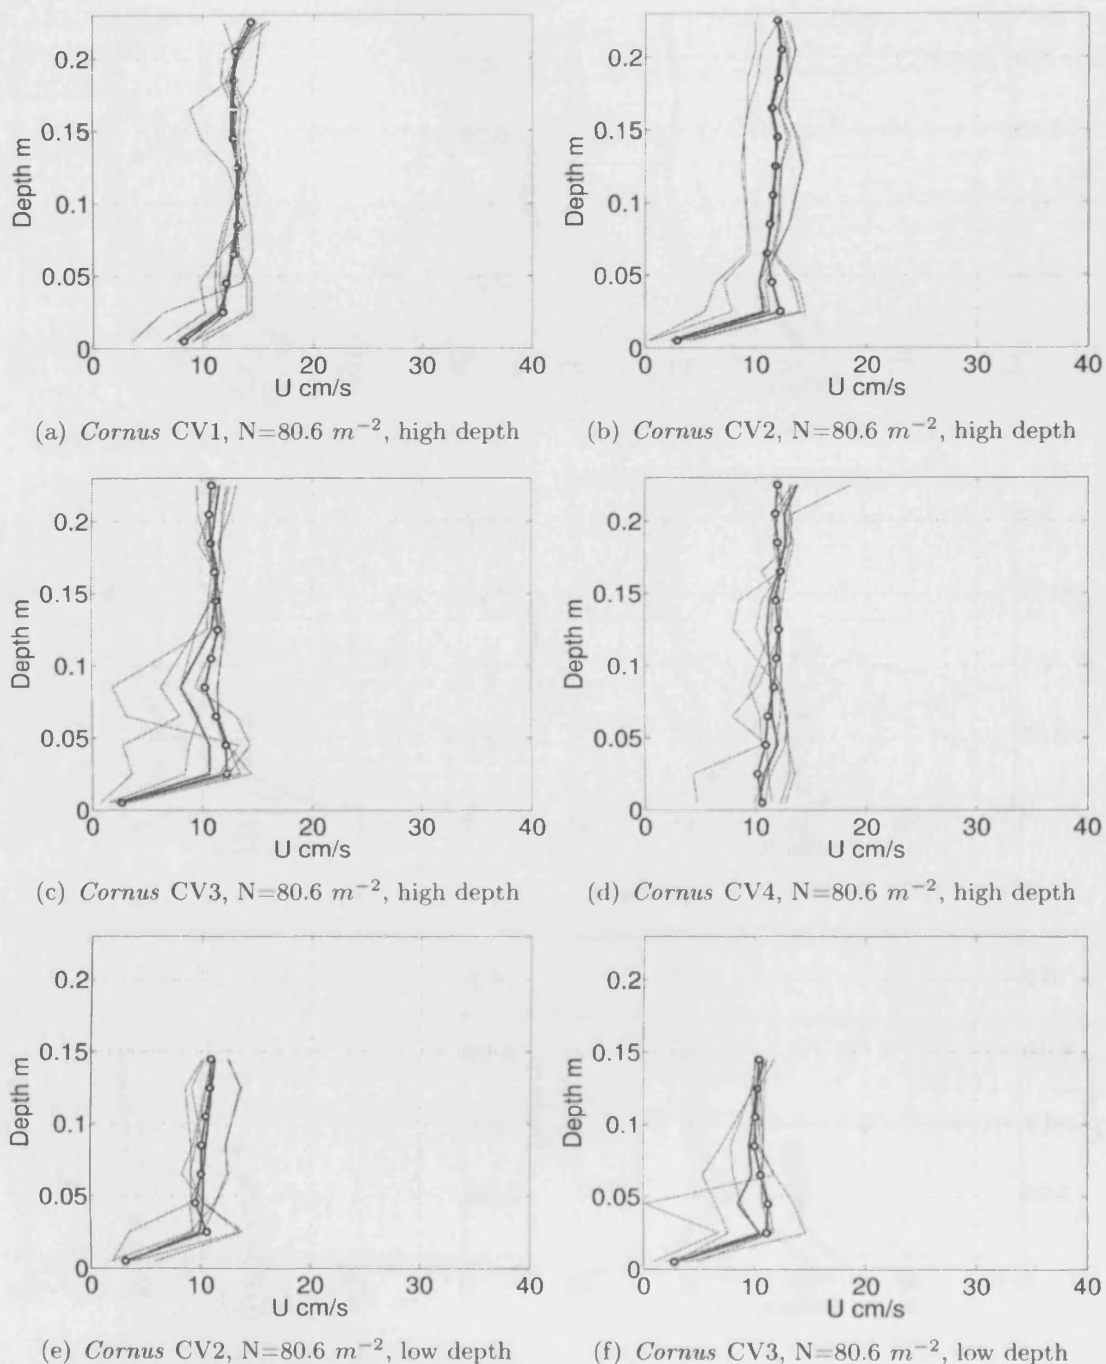 0.2
0.15
0.1
0.05
0
Depth m
0 10 20 30 40
U cm/s
(a) Cornus CV1, N=80.6 m⁻², high depth
0.2
0.15
0.1
0.05
0
Depth m
0 10 20 30 40
U cm/s
(b) Cornus CV2, N=80.6 m⁻², high depth
0.2
0.15
0.1
0.05
0
Depth m
0 10 20 30 40
U cm/s
(c) Cornus CV3, N=80.6 m⁻², high depth
0.2
0.15
0.1
0.05
0
Depth m
0 10 20 30 40
U cm/s
(d) Cornus CV4, N=80.6 m⁻², high depth
0.2
0.15
0.1
0.05
0
Depth m
0 10 20 30 40
U cm/s
(e) Cornus CV2, N=80.6 m⁻², low depth
0.2
0.15
0.1
0.05
0
Depth m
0 10 20 30 40
U cm/s
(f) Cornus CV3, N=80.6 m⁻², low depth